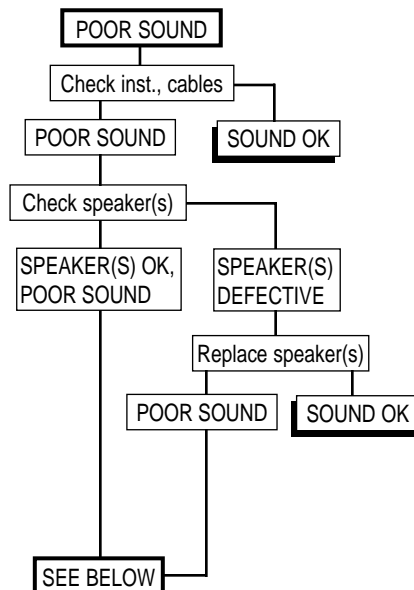 POOR SOUND
Check inst., cables
POOR SOUND
SOUND OK
Check speaker(s)
SPEAKER(S) OK,
POOR SOUND
SPEAKER(S)
DEFECTIVE
Replace speaker(s)
POOR SOUND
SOUND OK
SEE BELOW